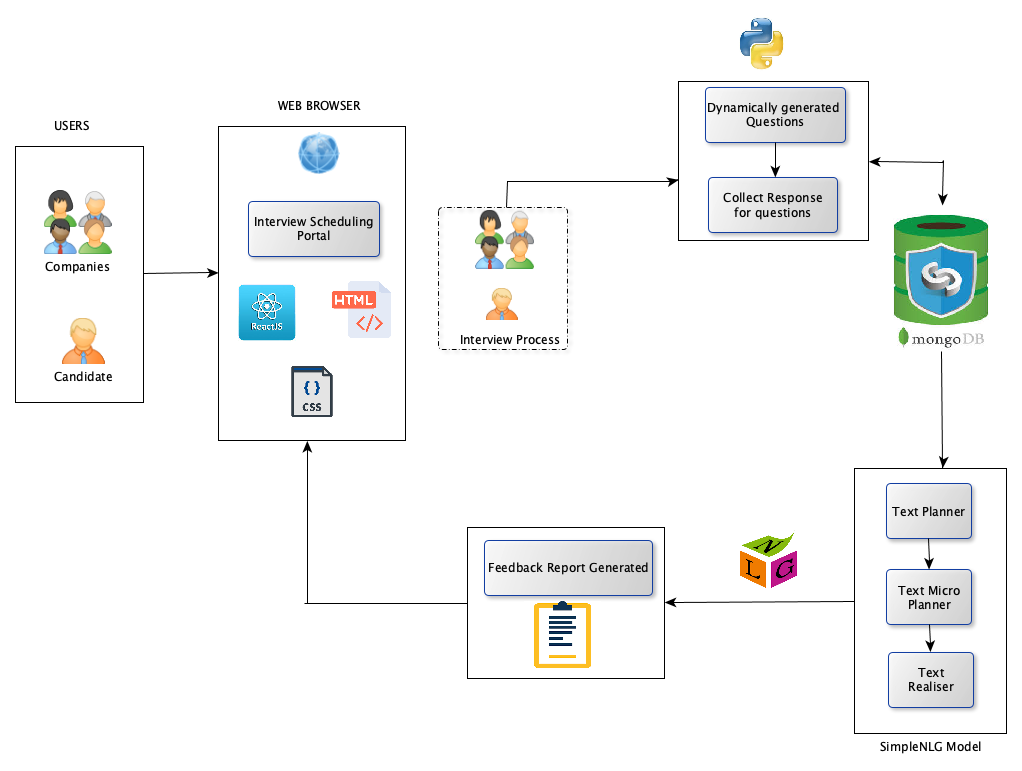 USERS
Companies
Candidate
WEB BROWSER
Interview Scheduling
Portal
ReactJS
HTML
</>
{ }
CSS
Interview Process
Dynamically generated
Questions
Collect Response
for questions
mongoDB
Text Planner
Text Micro
Planner
Text
Realiser
SimpleNLG Model
N
L G
Feedback Report Generated